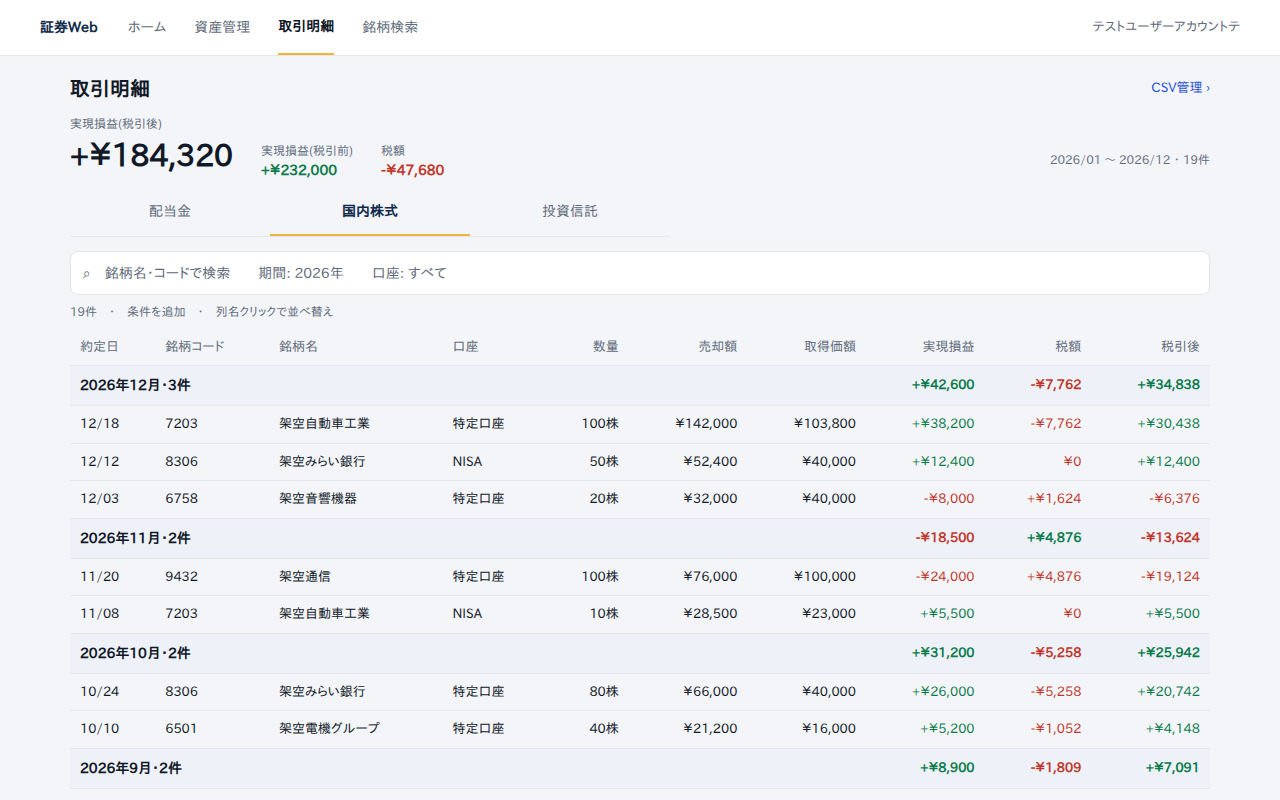 証券Web ホーム 資産管理 取引明細 銘柄検索 テストユーザーアカウントテ
取引明細 CSV管理 ›
実現損益(税引後)
+¥184,320 実現損益(税引前) 税額
+¥232,000 -¥47,680 2026/01 〜 2026/12・19件
配当金 国内株式 投資信託
⌕ 銘柄名・コードで検索 期間: 2026年 口座: すべて
19件 ・ 条件を追加 ・ 列名クリックで並べ替え
約定日 銘柄コード 銘柄名 口座 数量 売却額 取得価額 実現損益 税額 税引後
2026年12月・3件 +¥42,600 -¥7,762 +¥34,838
12/18 7203 架空自動車工業 特定口座 100株 ¥142,000 ¥103,800 +¥38,200 -¥7,762 +¥30,438
12/12 8306 架空みらい銀行 NISA 50株 ¥52,400 ¥40,000 +¥12,400 ¥0 +¥12,400
12/03 6758 架空音響機器 特定口座 20株 ¥32,000 ¥40,000 -¥8,000 +¥1,624 -¥6,376
2026年11月・2件 -¥18,500 +¥4,876 -¥13,624
11/20 9432 架空通信 特定口座 100株 ¥76,000 ¥100,000 -¥24,000 +¥4,876 -¥19,124
11/08 7203 架空自動車工業 NISA 10株 ¥28,500 ¥23,000 +¥5,500 ¥0 +¥5,500
2026年10月・2件 +¥31,200 -¥5,258 +¥25,942
10/24 8306 架空みらい銀行 特定口座 80株 ¥66,000 ¥40,000 +¥26,000 -¥5,258 +¥20,742
10/10 6501 架空電機グループ 特定口座 40株 ¥21,200 ¥16,000 +¥5,200 -¥1,052 +¥4,148
2026年9月・2件 +¥8,900 -¥1,809 +¥7,091